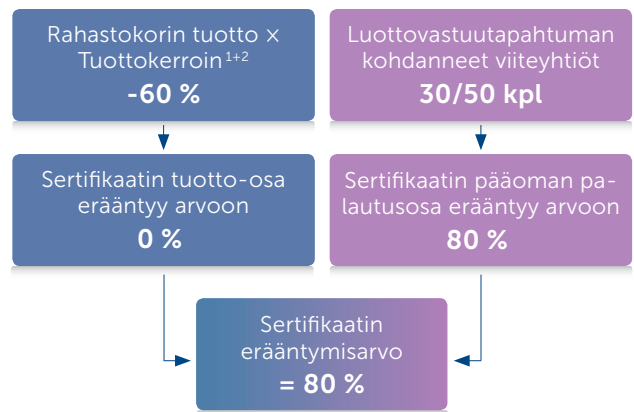 Rahastokorin tuotto ×
Tuottokerroin¹⁺²
-60 %
Luottovastuutapahtuman
kohdanneet viiteyhtiöt
30/50 kpl
Sertifikaatin tuotto-osa
erääntyy arvoon
0 %
Sertifikaatin pääoman pa-
lautusosa erääntyy arvoon
80 %
Sertifikaatin
erääntymisarvo
= 80 %